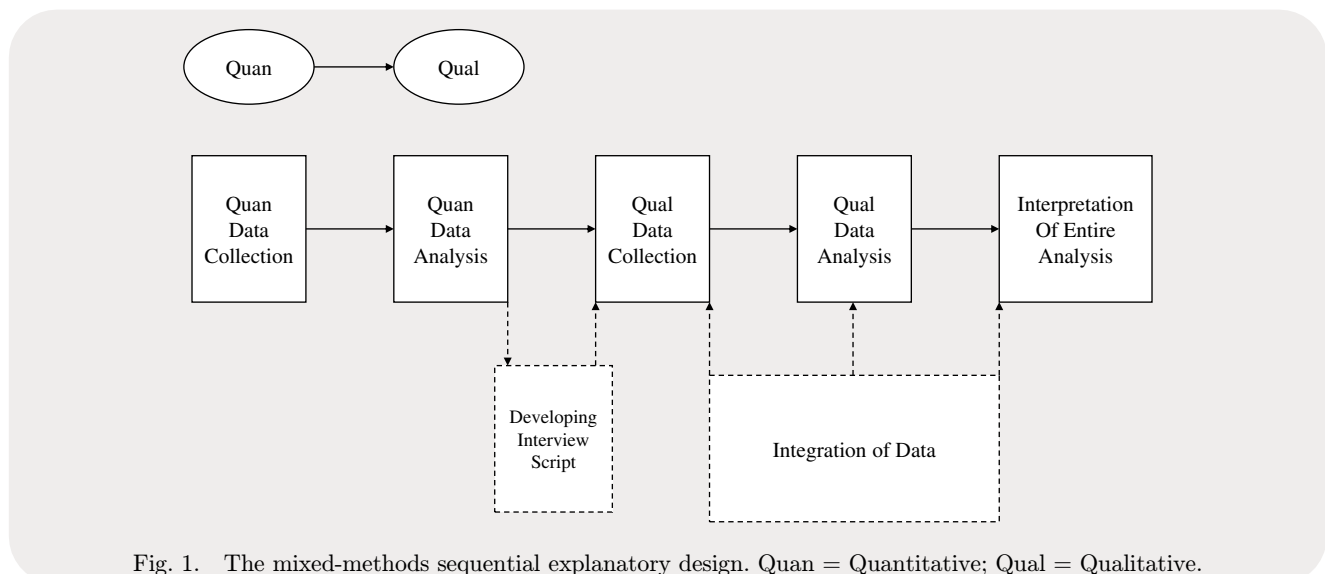 Quan
Qual
Quan
Data
Collection
Quan
Data
Analysis
Qual
Data
Collection
Qual
Data
Analysis
Interpretation
Of Entire
Analysis
Developing
Interview
Script
Integration of Data
Fig. 1. The mixed-methods sequential explanatory design. Quan = Quantitative; Qual = Qualitative.